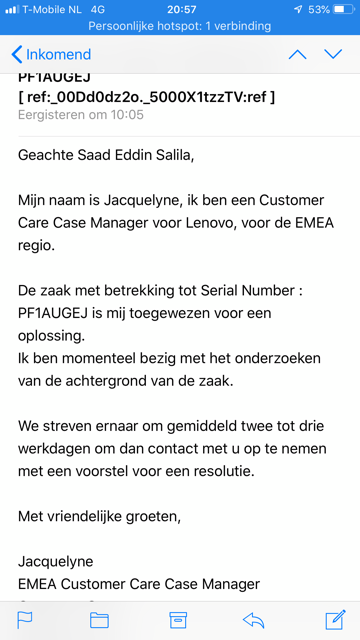 T-Mobile NL 4G 20:57 53%
Persoonlijke hotspot: 1 verbinding
Inkomend
PF1AUGEJ
[ ref:_00Dd0dz2o._5000X1tzzTV:ref ]
Eergisteren om 10:05
Geachte Saad Eddin Salila,
Mijn naam is Jacquelyne, ik ben een Customer
Care Case Manager voor Lenovo, voor de EMEA
regio.
De zaak met betrekking tot Serial Number :
PF1AUGEJ is mij toegewezen voor een
oplossing.
Ik ben momenteel bezig met het onderzoeken
van de achtergrond van de zaak.
We streven ernaar om gemiddeld twee tot drie
werkdagen om dan contact met u op te nemen
met een voorstel voor een resolutie.
Met vriendelijke groeten,
Jacquelyne
EMEA Customer Care Case Manager